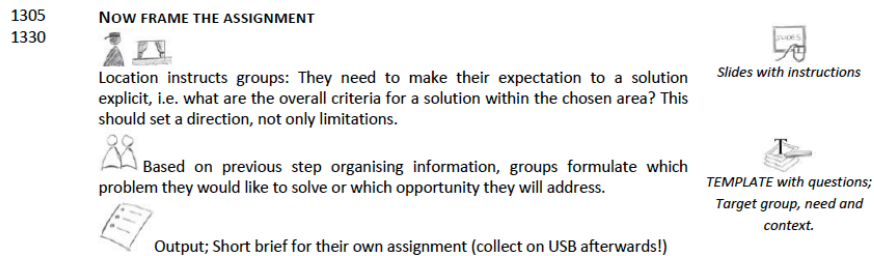 1305
1330
NOW FRAME THE ASSIGNMENT
Location instructs groups: They need to make their expectation to a solution
explicit, i.e. what are the overall criteria for a solution within the chosen area? This
should set a direction, not only limitations.
SLIDES
Slides with instructions
Based on previous step organising information, groups formulate which
problem they would like to solve or which opportunity they will address.
T
TEMPLATE with questions;
Target group, need and
context.
Output; Short brief for their own assignment (collect on USB afterwards!)